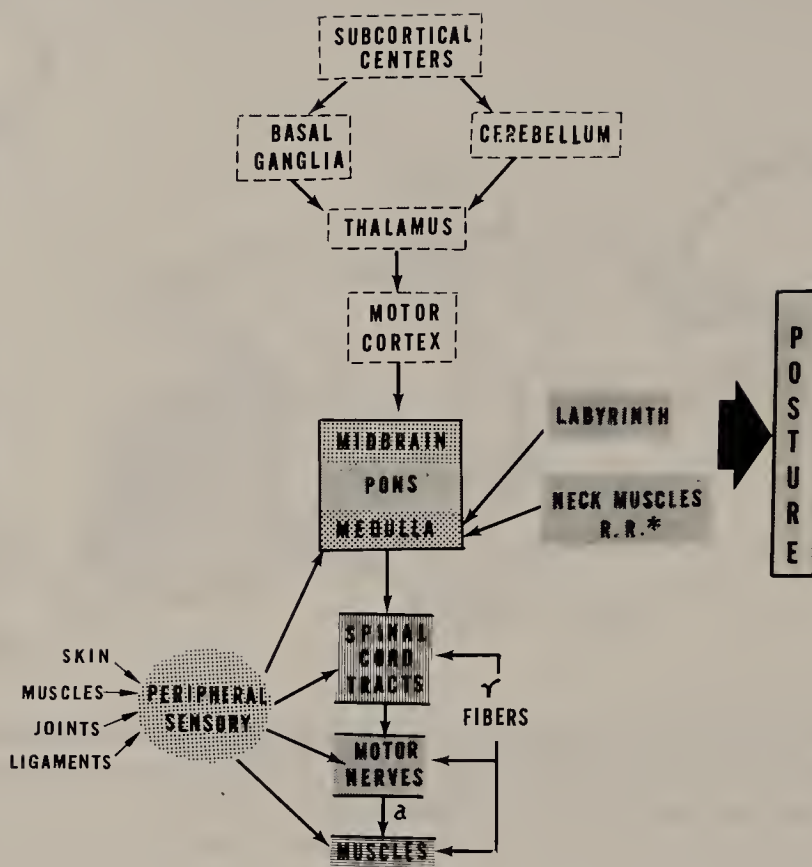 SUBCORTICAL
CENTERS
BASAL
GANGLIA
CEREBELLUM
THALAMUS
MOTOR
CORTEX
MIDBRAIN
PONS
MEDULLA
LABYRINTH
NECK MUSCLES
R.R.*
POSTURE
SPINAL
CORD
TRACTS
γ
FIBERS
SKIN
MUSCLES
JOINTS
LIGAMENTS
PERIPHERAL
SENSORY
MOTOR
NERVES
a
MUSCLES